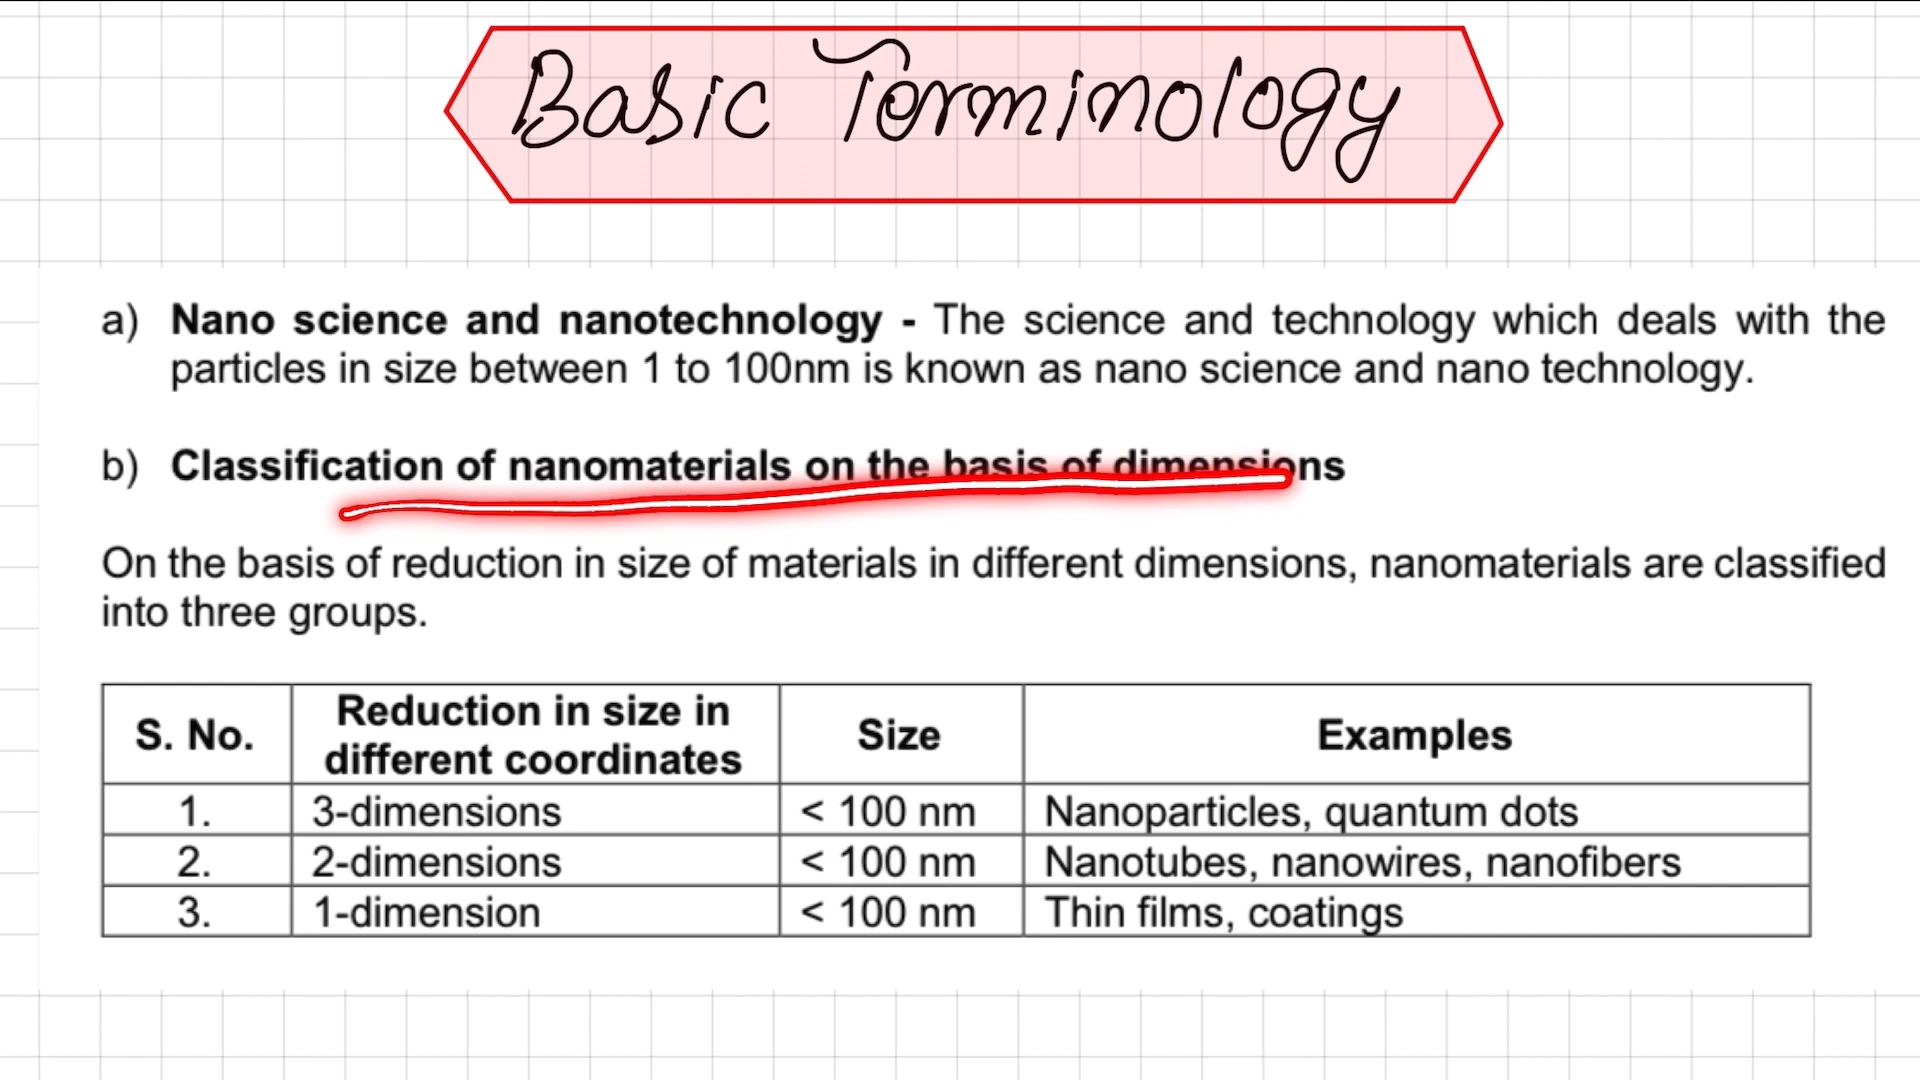 Basic Terminology
a) Nano science and nanotechnology - The science and technology which deals with the
particles in size between 1 to 100nm is known as nano science and nano technology.
b) Classification of nanomaterials on the basis of dimensions
On the basis of reduction in size of materials in different dimensions, nanomaterials are classified
into three groups.
S. No. Reduction in size in different coordinates Size Examples
1. 3-dimensions < 100 nm Nanoparticles, quantum dots
2. 2-dimensions < 100 nm Nanotubes, nanowires, nanofibers
3. 1-dimension < 100 nm Thin films, coatings